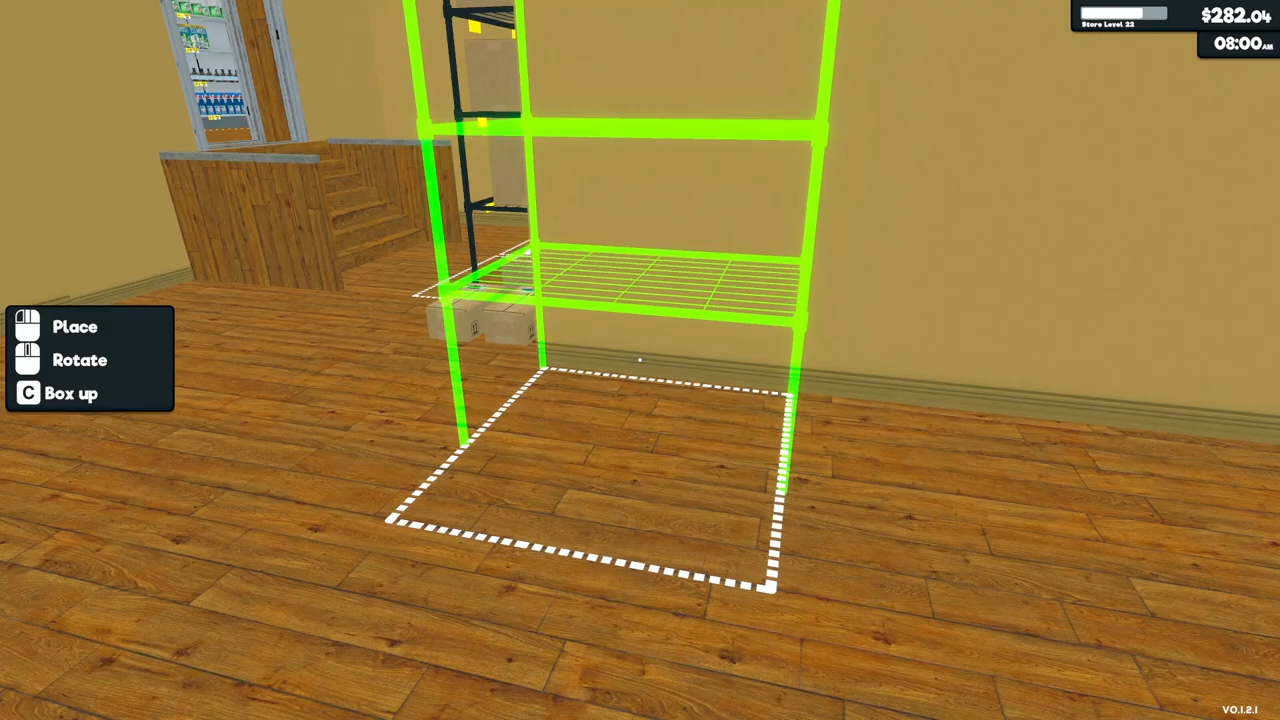 Store Level 22
$282.04
08:00AM
Place
Rotate
C Box up
V0.1.2.1